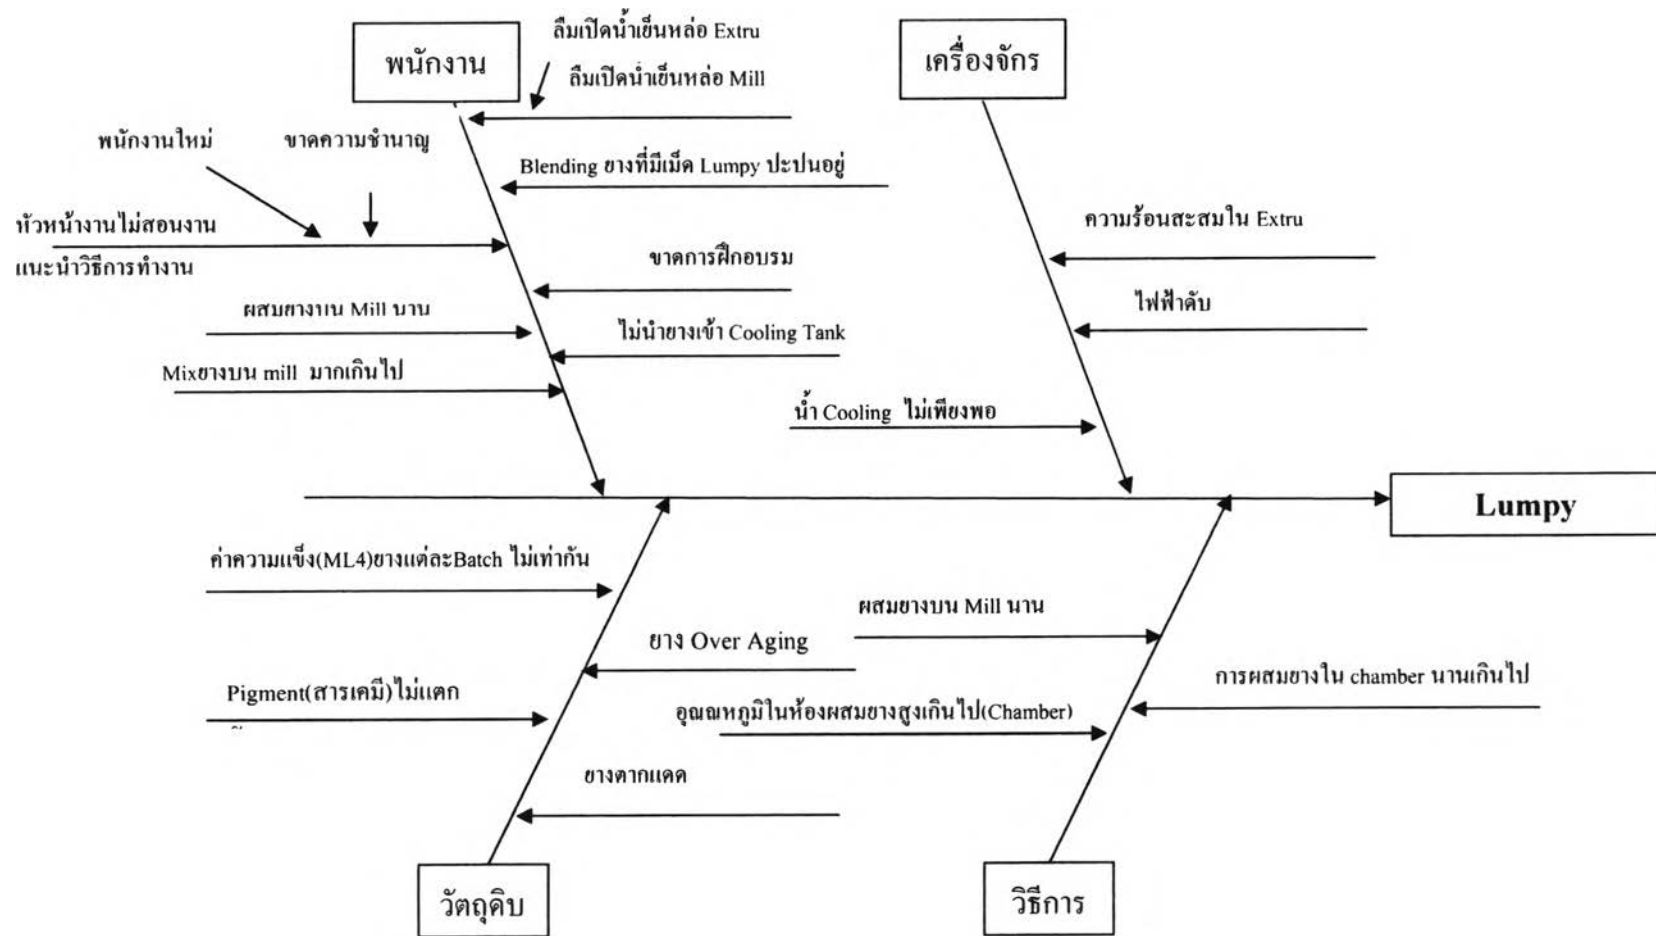 ลืมเปิดน้ำเย็นหล่อ Extru
พนักงาน
เครื่องจักร
ลืมเปิดน้ำเย็นหล่อ Mill
พนักงานใหม่
ขาดความชำนาญ
Blending ยางที่มีเม็ด Lumpy ปะปนอยู่
หัวหน้างานไม่สอนงาน
แนะนำวิธีการทำงาน
ความร้อนสะสมใน Extru
ขาดการฝึกอบรม
ผสมยางบน Mill นาน
ไฟฟ้าดับ
ไม่นำยางเข้า Cooling Tank
Mixยางบน mill มากเกินไป
น้ำ Cooling ไม่เพียงพอ
Lumpy
ค่าความแข็ง(ML4)ยางแต่ละBatch ไม่เท่ากัน
ผสมยางบน Mill นาน
ยาง Over Aging
การผสมยางใน chamber นานเกินไป
Pigment(สารเคมี)ไม่แตก
อุณณหภูมิในห้องผสมยางสูงเกินไป(Chamber)
ยางตากแดด
วัตถุดิบ
วิธีการ